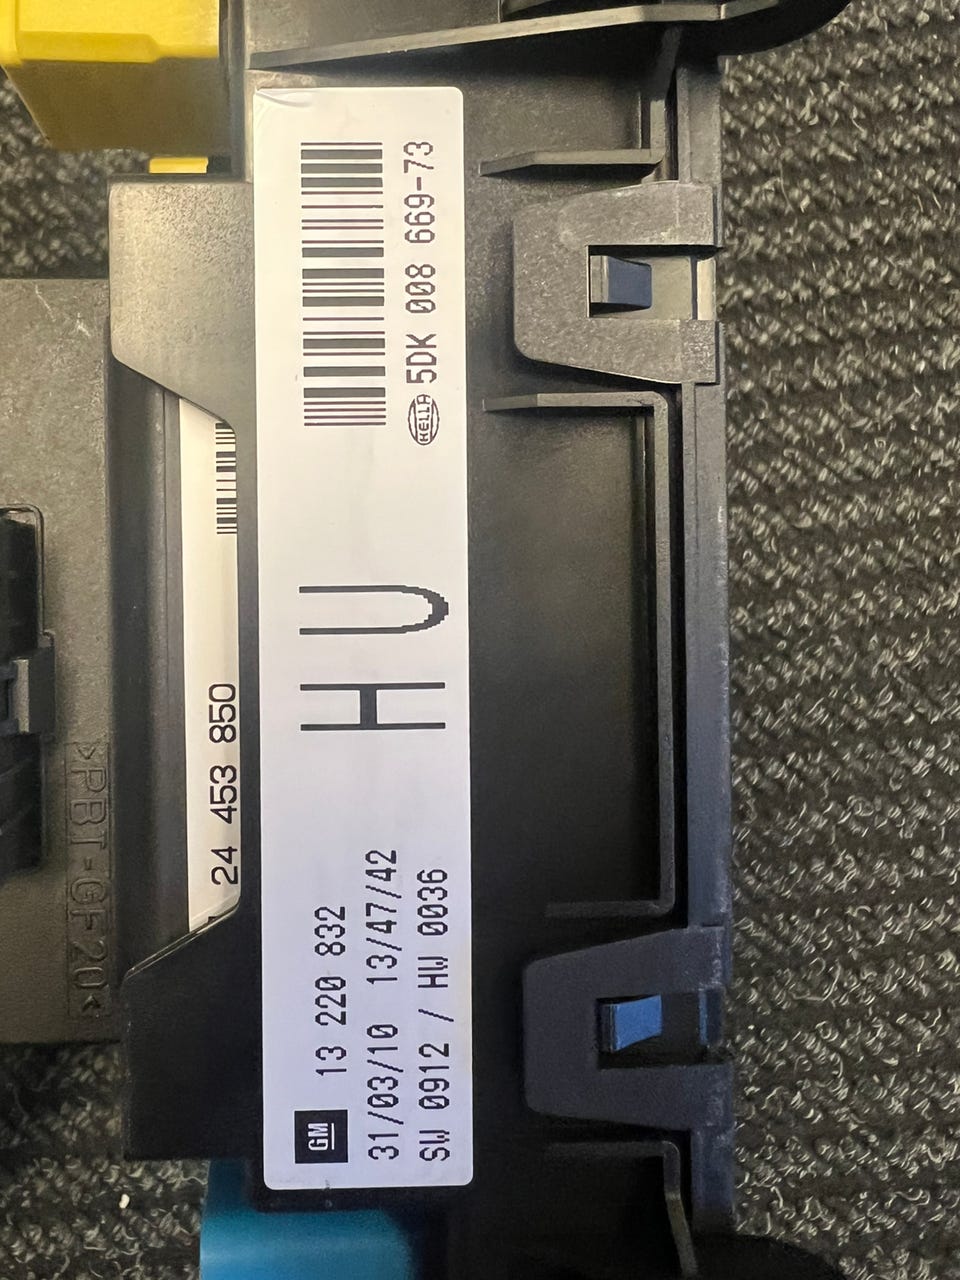 GM
13 220 832
31/03/10 13/47/42
SW 0912 / HW 0036
HU
HELLA 5DK 008 669-73
24 453 850
>PBT-GF20<